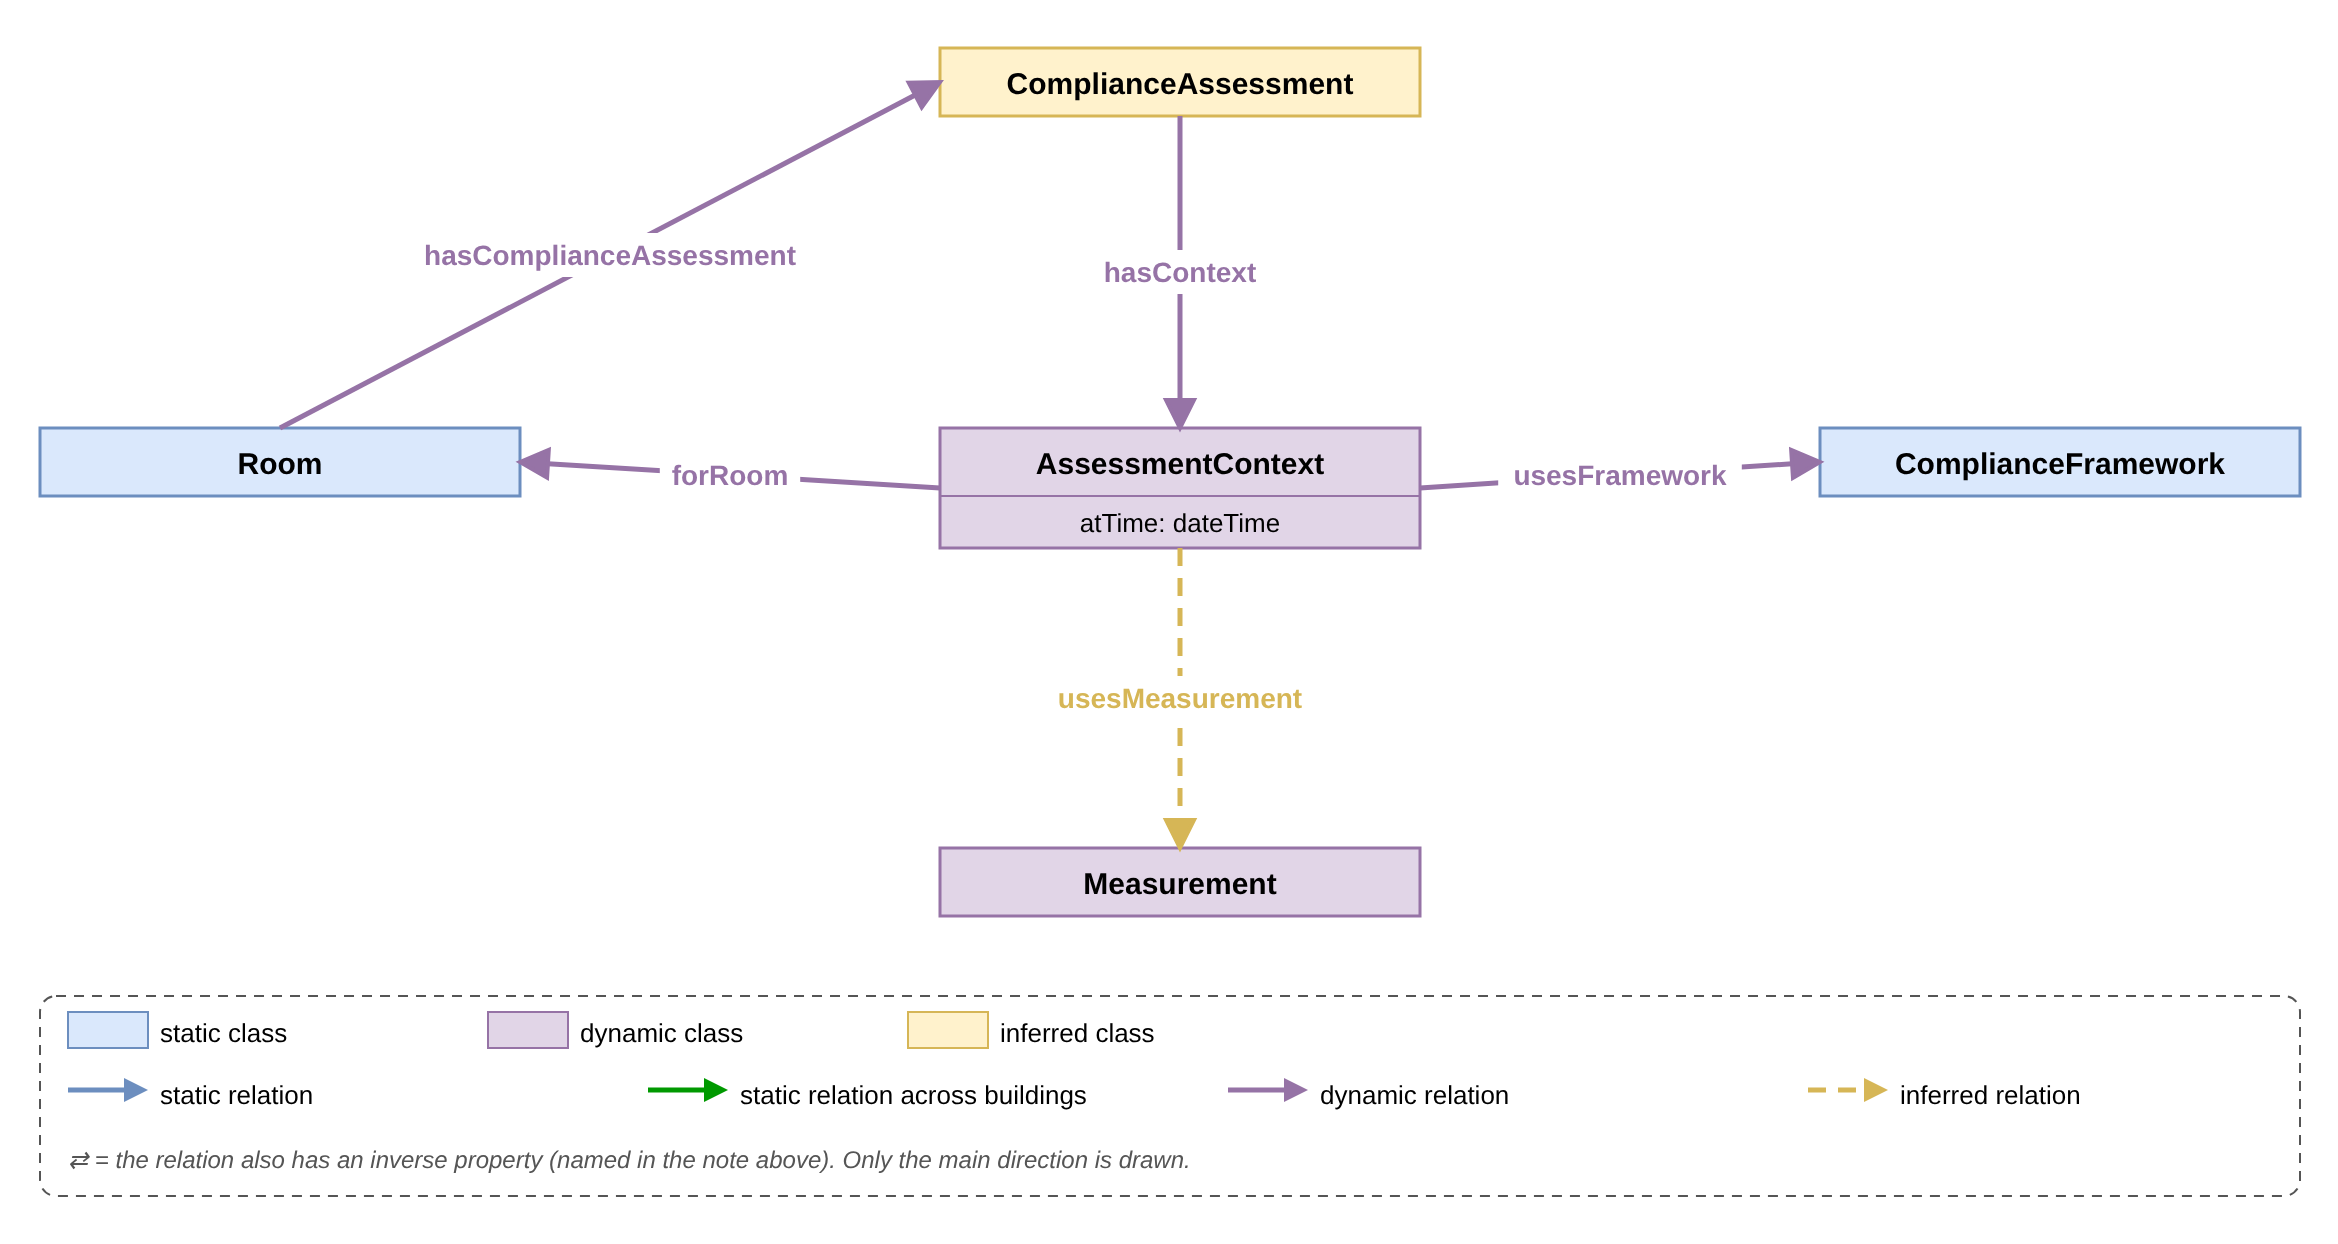 ComplianceAssessment
hasComplianceAssessment
hasContext
Room
forRoom
AssessmentContext
atTime: dateTime
usesFramework
ComplianceFramework
usesMeasurement
Measurement
static class
dynamic class
inferred class
static relation
static relation across buildings
dynamic relation
inferred relation
⇄ = the relation also has an inverse property (named in the note above). Only the main direction is drawn.